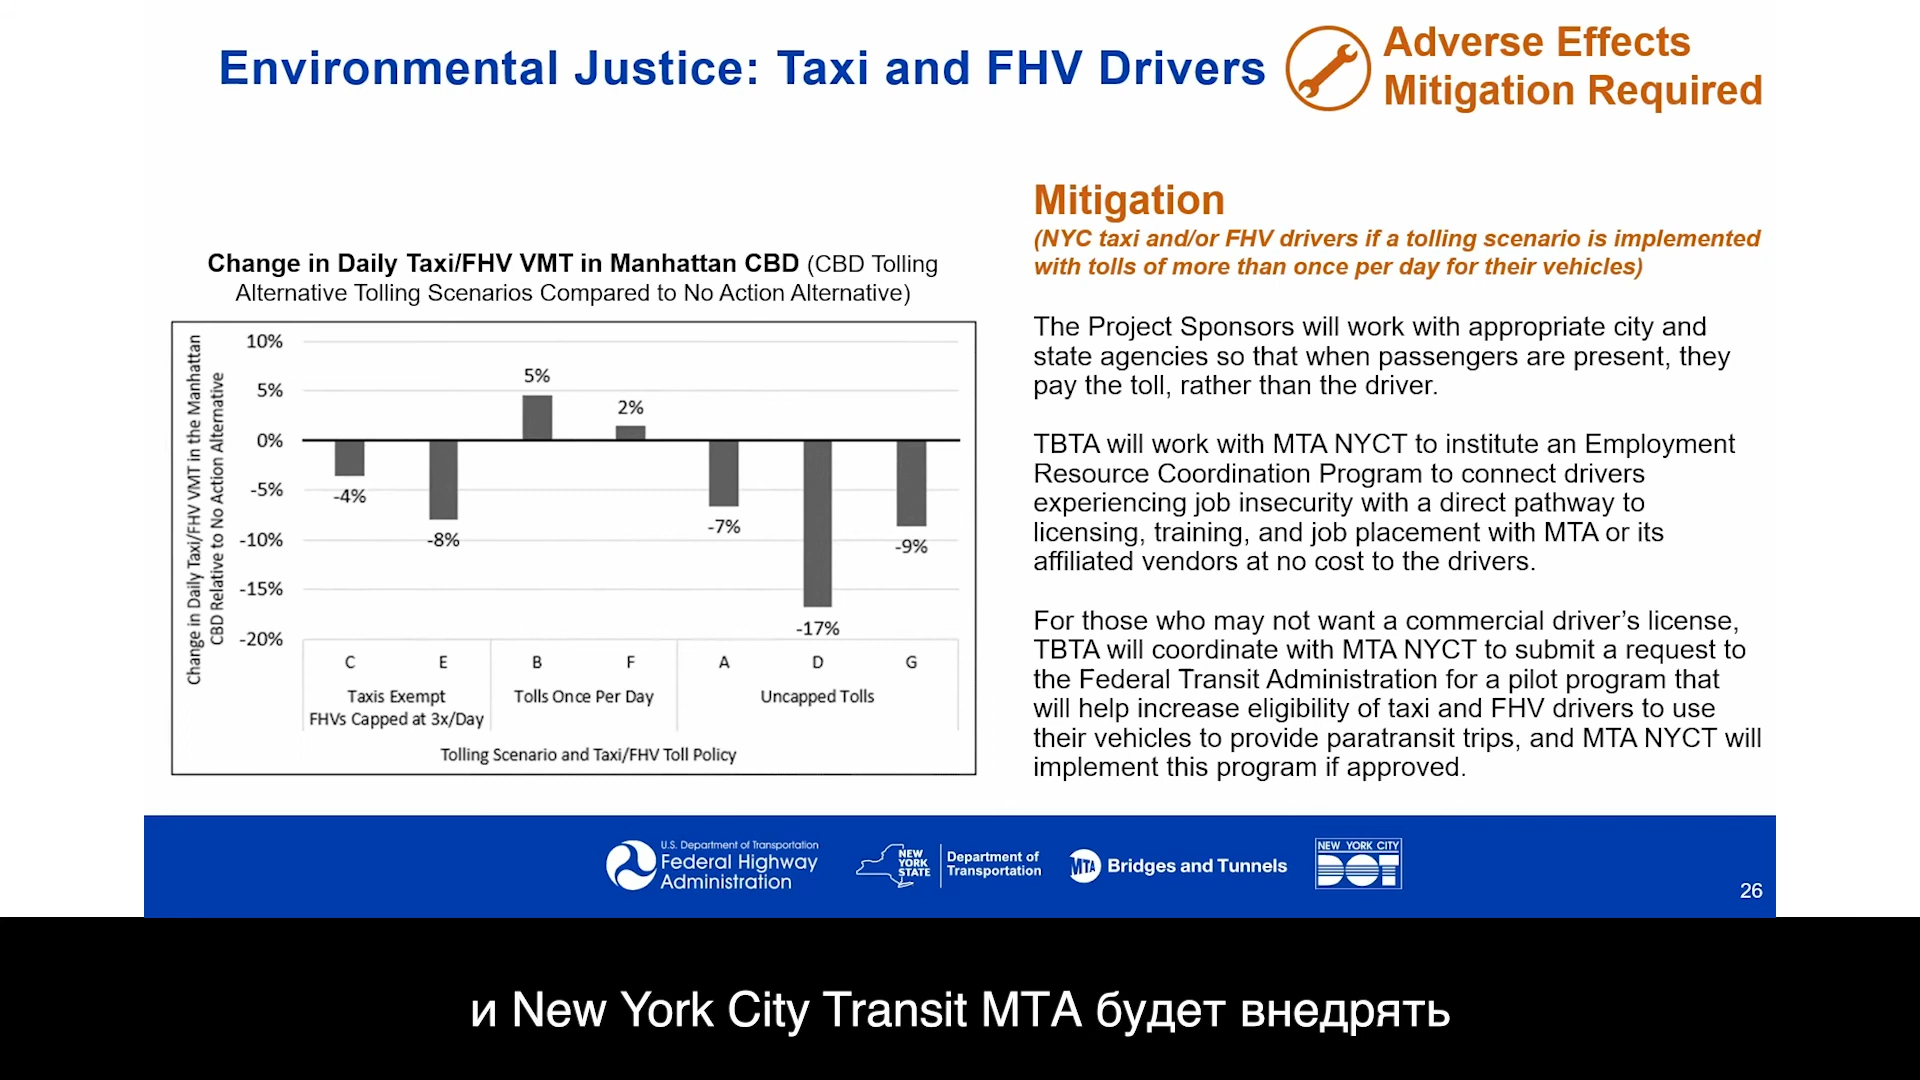 Environmental Justice: Taxi and FHV Drivers
Adverse Effects
Mitigation Required
Change in Daily Taxi/FHV VMT in Manhattan CBD (CBD Tolling
Alternative Tolling Scenarios Compared to No Action Alternative)
Change in Daily Taxi/FHV VMT in the Manhattan
CBD Relative to No Action Alternative
10%
5%
0%
-5%
-10%
-15%
-20%
-4%
-8%
5%
2%
-7%
-17%
-9%
C E B F A D G
Taxis Exempt
FHVs Capped at 3x/Day
Tolls Once Per Day
Uncapped Tolls
Tolling Scenario and Taxi/FHV Toll Policy
Mitigation
(NYC taxi and/or FHV drivers if a tolling scenario is implemented
with tolls of more than once per day for their vehicles)
The Project Sponsors will work with appropriate city and
state agencies so that when passengers are present, they
pay the toll, rather than the driver.
TBTA will work with MTA NYCT to institute an Employment
Resource Coordination Program to connect drivers
experiencing job insecurity with a direct pathway to
licensing, training, and job placement with MTA or its
affiliated vendors at no cost to the drivers.
For those who may not want a commercial driver’s license,
TBTA will coordinate with MTA NYCT to submit a request to
the Federal Transit Administration for a pilot program that
will help increase eligibility of taxi and FHV drivers to use
their vehicles to provide paratransit trips, and MTA NYCT will
implement this program if approved.
U.S. Department of Transportation
Federal Highway
Administration
NEW
YORK
STATE
Department of
Transportation
MTA Bridges and Tunnels
NEW YORK CITY
DOT
26
и New York City Transit MTA будет внедрять